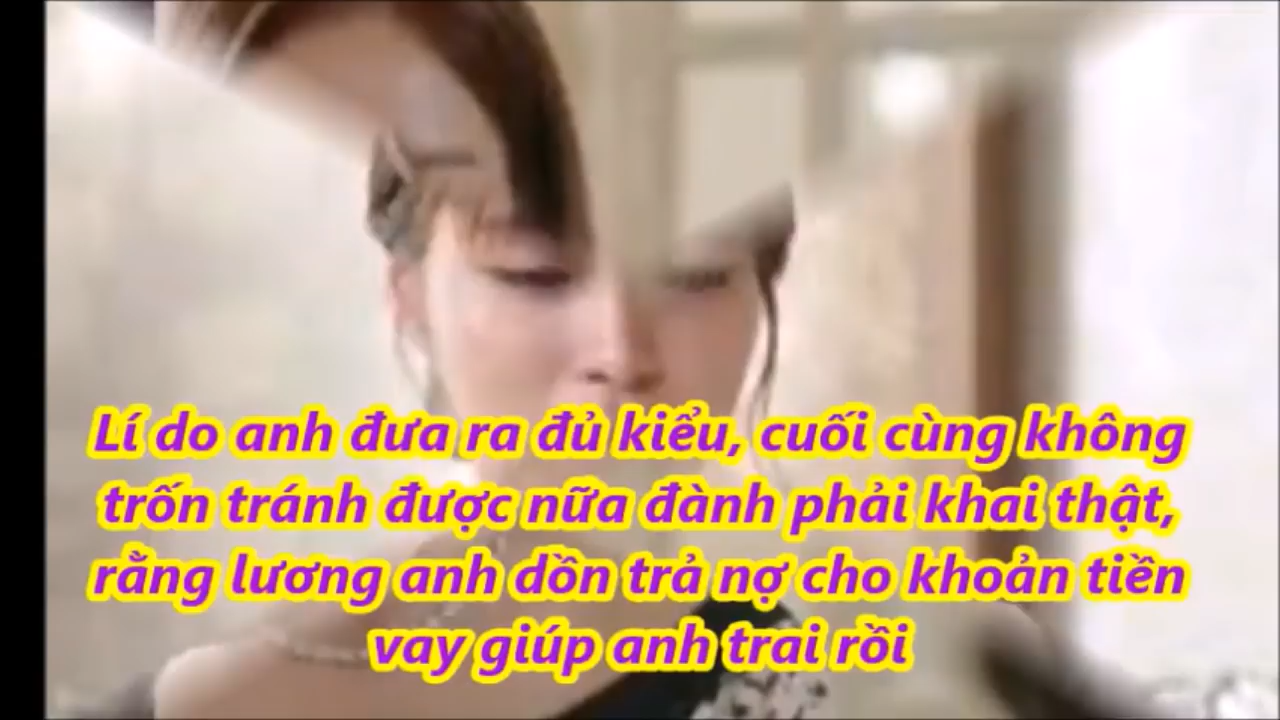 Lí do anh đưa ra đủ kiểu, cuối cùng không
trốn tránh được nữa đành phải khai thật,
rằng lương anh dồn trả nợ cho khoản tiền
vay giúp anh trai rồi